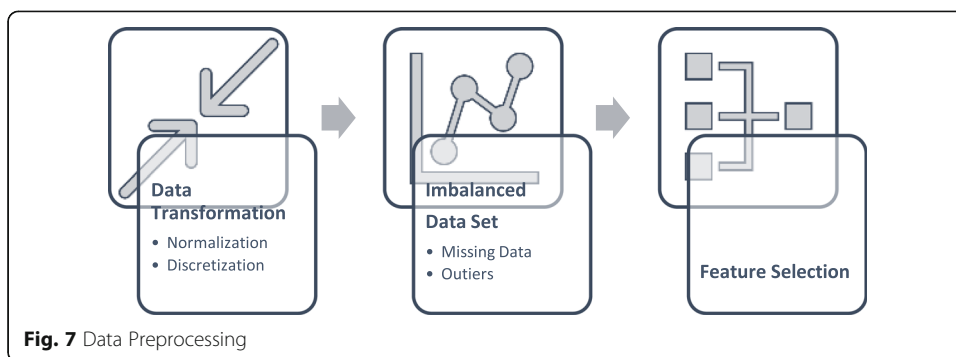 Data
Transformation
• Normalization
• Discretization
Imbalanced
Data Set
• Missing Data
• Outiers
Feature Selection
Fig. 7 Data Preprocessing